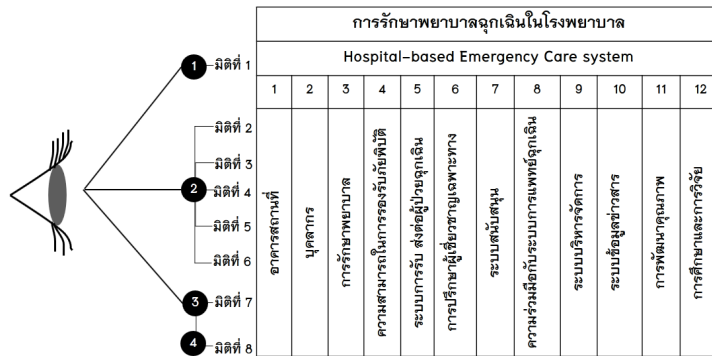 การรักษาพยาบาลฉุกเฉินในโรงพยาบาล
Hospital-based Emergency Care system
1 2 3 4 5 6 7 8 9 10 11 12
อาคารสถานที่
บุคลากร
การรักษาพยาบาล
ความสามารถในการรองรับภัยพิบัติ
ระบบการรับ ส่งต่อผู้ป่วยฉุกเฉิน
การปรึกษาผู้เชี่ยวชาญเฉพาะทาง
ระบบสนับสนุน
ความร่วมมือกับระบบการแพทย์ฉุกเฉิน
ระบบบริหารจัดการ
ระบบข้อมูลข่าวสาร
การพัฒนาคุณภาพ
การศึกษาและการวิจัย
1 มิติที่ 1
มิติที่ 2
มิติที่ 3
2 มิติที่ 4
มิติที่ 5
มิติที่ 6
3 มิติที่ 7
4 มิติที่ 8